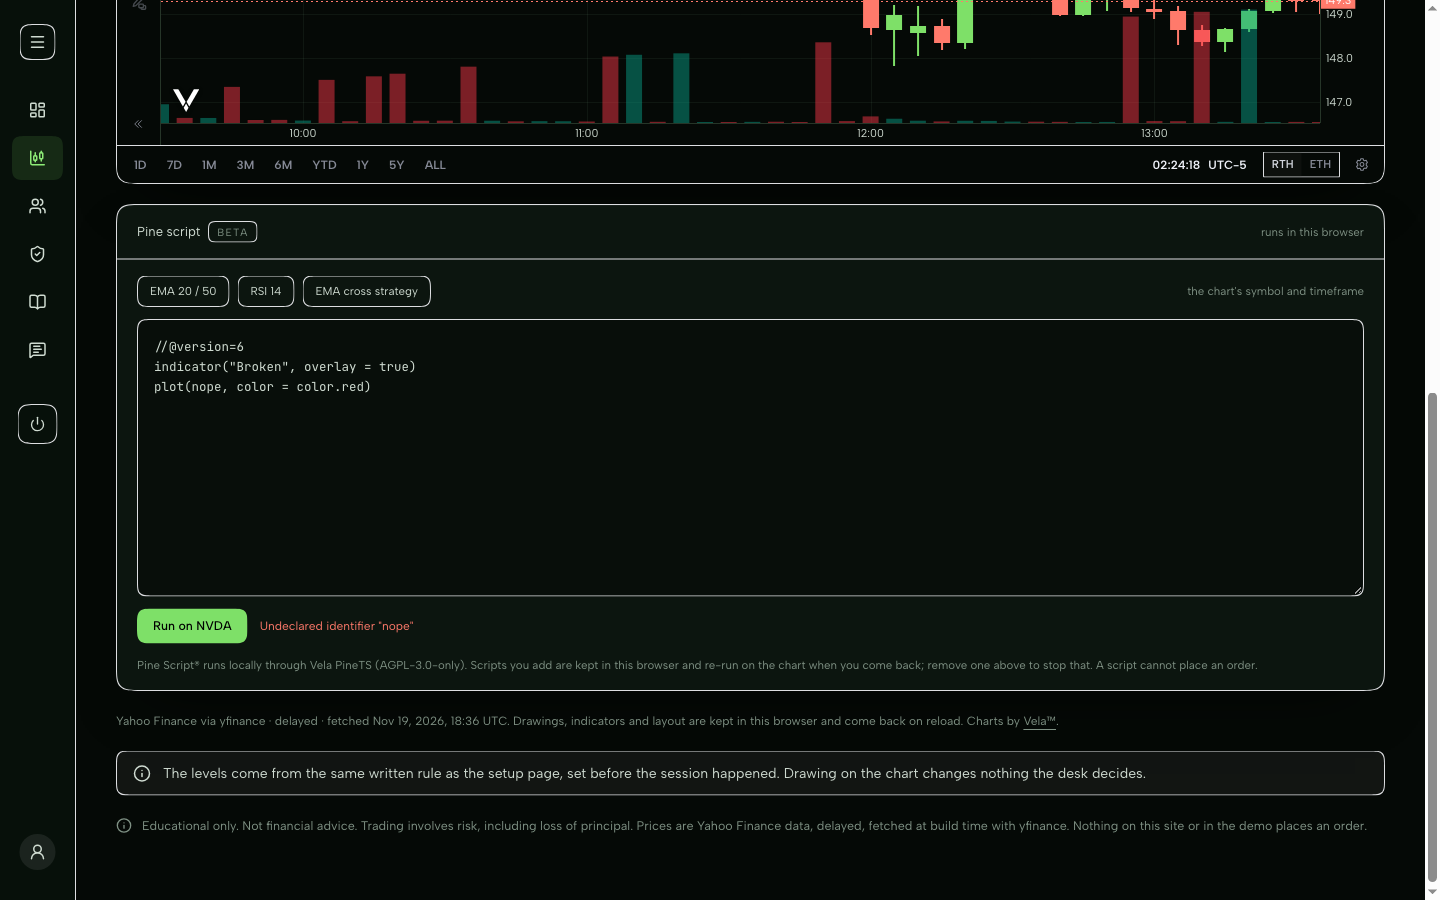 149.3
149.0
148.0
147.0
10:00 11:00 12:00 13:00
1D 7D 1M 3M 6M YTD 1Y 5Y ALL 02:24:18 UTC-5 RTH ETH
Pine script BETA runs in this browser
EMA 20 / 50 RSI 14 EMA cross strategy the chart's symbol and timeframe
//@version=6
indicator("Broken", overlay = true)
plot(nope, color = color.red)
Run on NVDA Undeclared identifier "nope"
Pine Script® runs locally through Vela PineTS (AGPL-3.0-only). Scripts you add are kept in this browser and re-run on the chart when you come back; remove one above to stop that. A script cannot place an order.
Yahoo Finance via yfinance · delayed · fetched Nov 19, 2026, 18:36 UTC. Drawings, indicators and layout are kept in this browser and come back on reload. Charts by Vela™.
The levels come from the same written rule as the setup page, set before the session happened. Drawing on the chart changes nothing the desk decides.
Educational only. Not financial advice. Trading involves risk, including loss of principal. Prices are Yahoo Finance data, delayed, fetched at build time with yfinance. Nothing on this site or in the demo places an order.